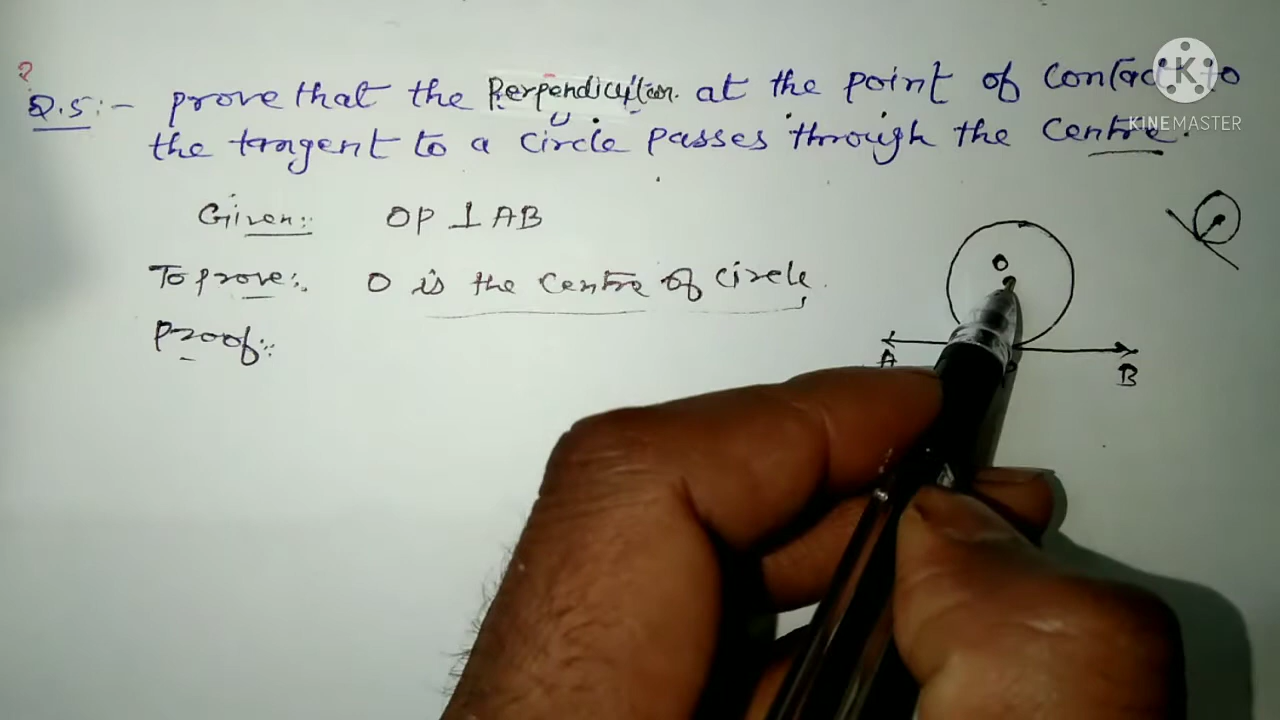 ?
Q.5:- prove that the Perpendicular. at the point of Contact to
the tangent to a circle passes through the Centre.
K
KINEMASTER
Given:: OP ⊥ AB
To prove:. O is the centre of circle.
Proof::
O
A P B